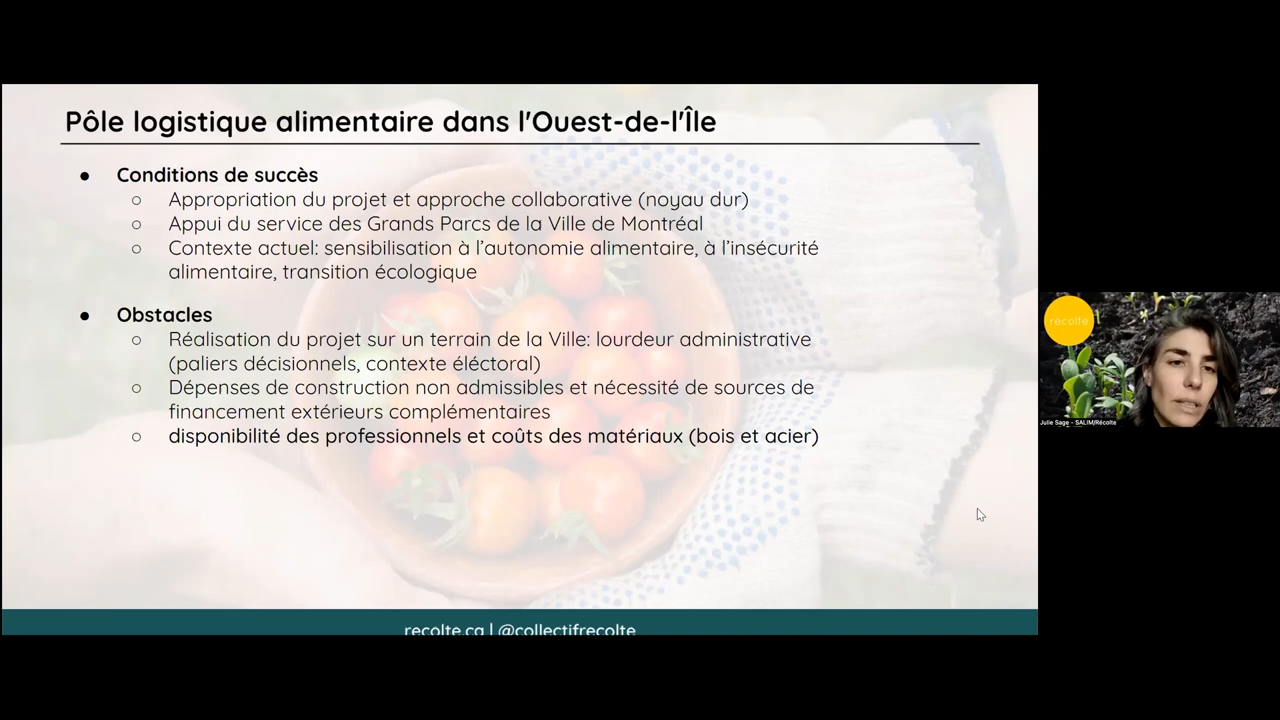 Pôle logistique alimentaire dans l'Ouest-de-l'Île
● Conditions de succès
○ Appropriation du projet et approche collaborative (noyau dur)
○ Appui du service des Grands Parcs de la Ville de Montréal
○ Contexte actuel: sensibilisation à l’autonomie alimentaire, à l’insécurité
alimentaire, transition écologique
● Obstacles
○ Réalisation du projet sur un terrain de la Ville: lourdeur administrative
(paliers décisionnels, contexte éléctoral)
○ Dépenses de construction non admissibles et nécessité de sources de
financement extérieurs complémentaires
○ disponibilité des professionnels et coûts des matériaux (bois et acier)
recolte.ca | @collectifrecolte
récolte
Julie Sage - SALIM/Récolte